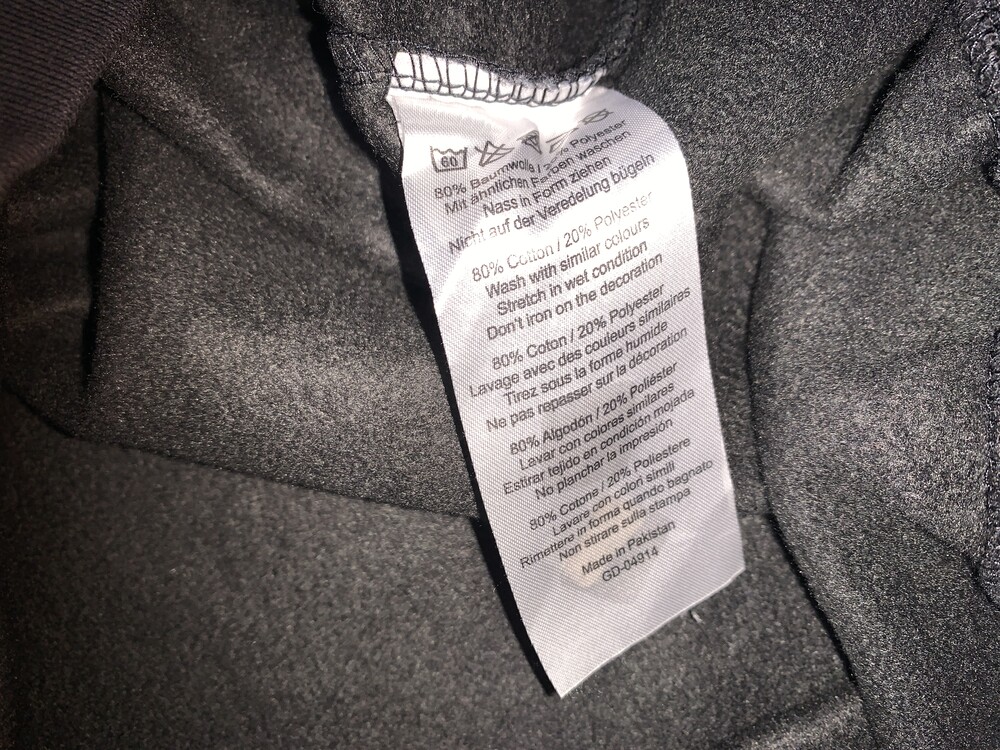 60
80% Baumwolle / 20% Polyester
Mit ähnlichen Farben waschen
Nass in Form ziehen
Nicht auf der Veredelung bügeln
80% Cotton / 20% Polyester
Wash with similar colours
Stretch in wet condition
Don't iron on the decoration
80% Coton / 20% Polyester
Lavage avec des couleurs similaires
Tirez sous la forme humide
Ne pas repasser sur la décoration
80% Algodón / 20% Poliéster
Lavar con colores similares
Estirar tejido en condición mojada
No planchar la impresión
80% Cotone / 20% Poliestere
Lavare con colori simili
Rimettere in forma quando bagnato
Non stirare sulla stampa
Made in Pakistan
GD-04914